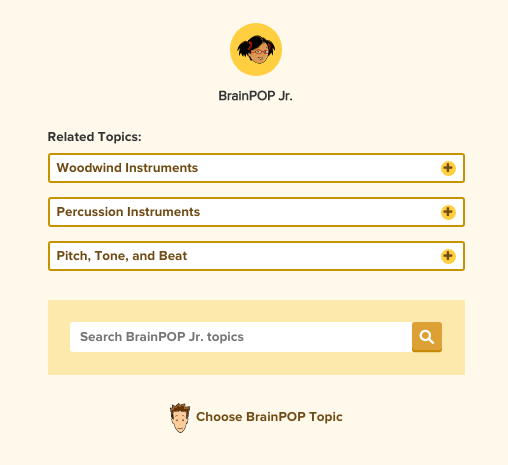 BrainPOP Jr.
Related Topics:
Woodwind Instruments
Percussion Instruments
Pitch, Tone, and Beat
Search BrainPOP Jr. topics
Choose BrainPOP Topic